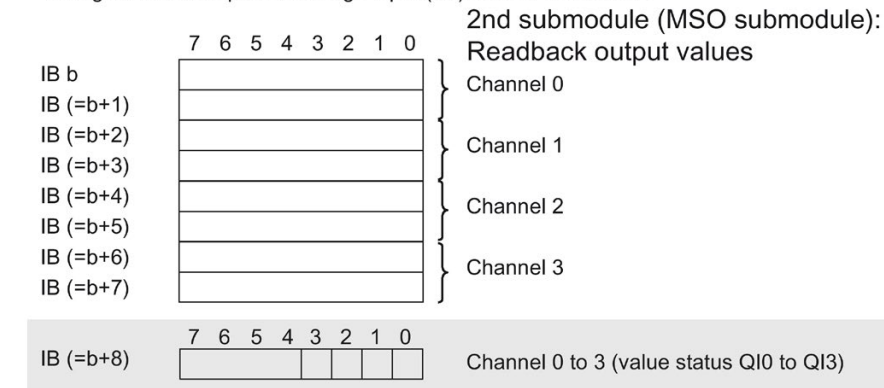 2nd submodule (MSO submodule):
Readback output values
7 6 5 4 3 2 1 0
IB b
Channel 0
IB (=b+1)
IB (=b+2)
Channel 1
IB (=b+3)
IB (=b+4)
Channel 2
IB (=b+5)
IB (=b+6)
Channel 3
IB (=b+7)
7 6 5 4 3 2 1 0
IB (=b+8)
Channel 0 to 3 (value status QI0 to QI3)